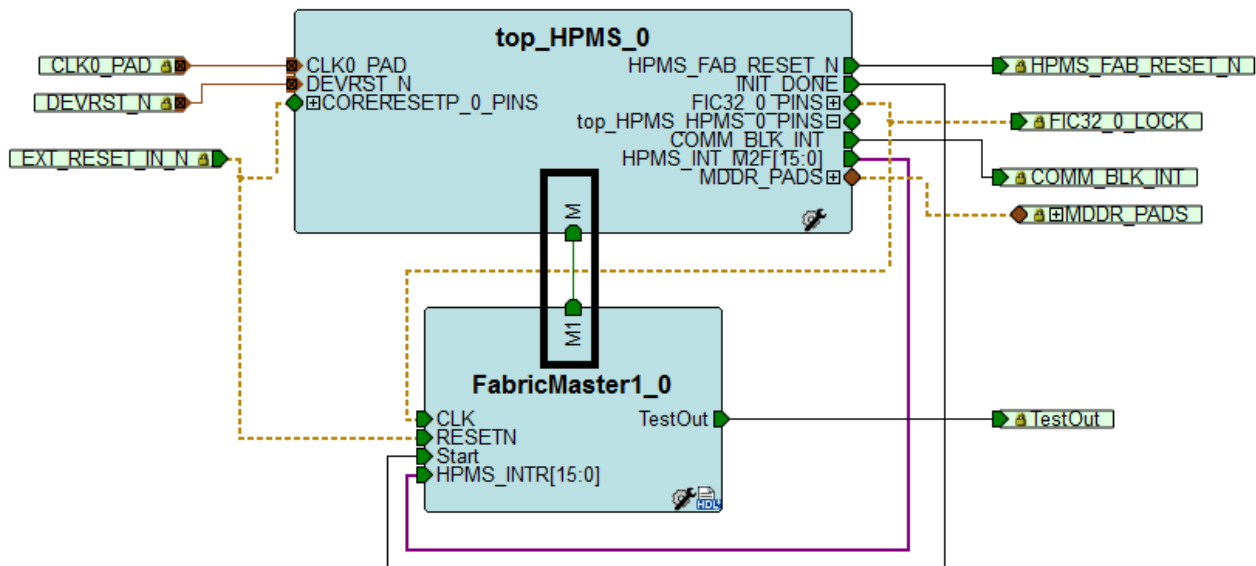 top_HPMS_0
CLK0_PAD
DEVRST_N
EXT_RESET_IN_N
CLK0_PAD
DEVRST_N
CORERESETP_0_PINS
HPMS_FAB_RESET_N
INIT_DONE
FIC32_0_PINS
top_HPMS_HPMS_0_PINS
COMM_BLK_INT
HPMS_INT_M2F[15:0]
MDDR_PADS
HPMS_FAB_RESET_N
FIC32_0_LOCK
COMM_BLK_INT
MDDR_PADS
M
M1
FabricMaster1_0
CLK
RESETN
Start
HPMS_INTR[15:0]
TestOut
TestOut
HDL